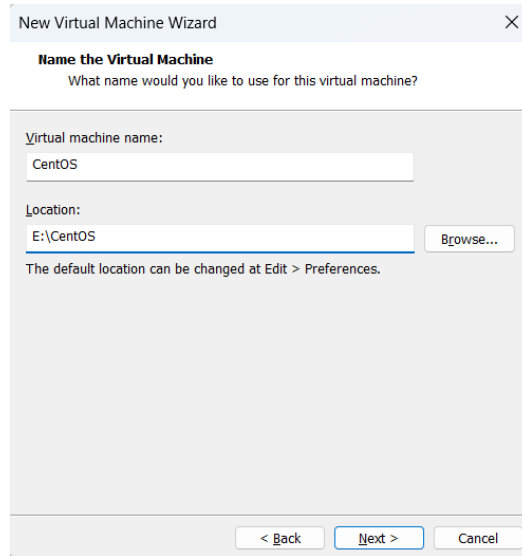 New Virtual Machine Wizard
Name the Virtual Machine
What name would you like to use for this virtual machine?
Virtual machine name:
CentOS
Location:
E:\CentOS
Browse...
The default location can be changed at Edit > Preferences.
< Back
Next >
Cancel